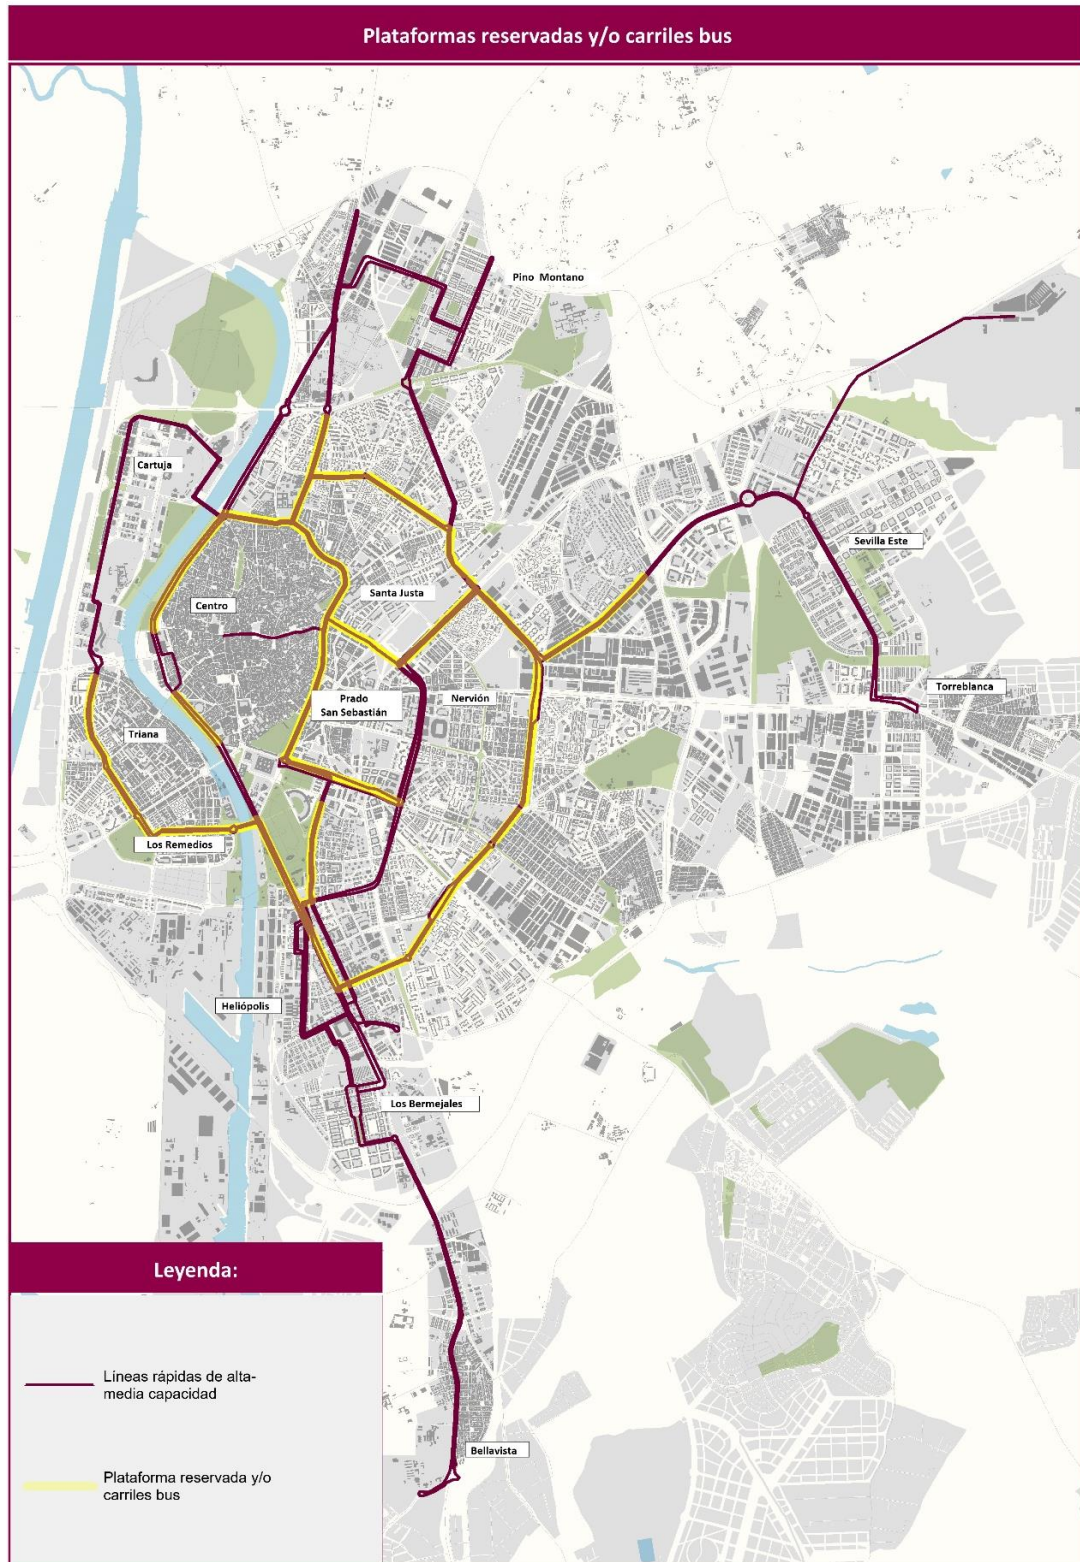 Plataformas reservadas y/o carriles bus
Pino Montano
Cartuja
Sevilla Este
Santa Justa
Centro
Torreblanca
Prado
San Sebastián
Nervión
Triana
Los Remedios
Heliópolis
Los Bermejales
Leyenda:
Líneas rápidas de alta-
media capacidad
Bellavista
Plataforma reservada y/o
carriles bus